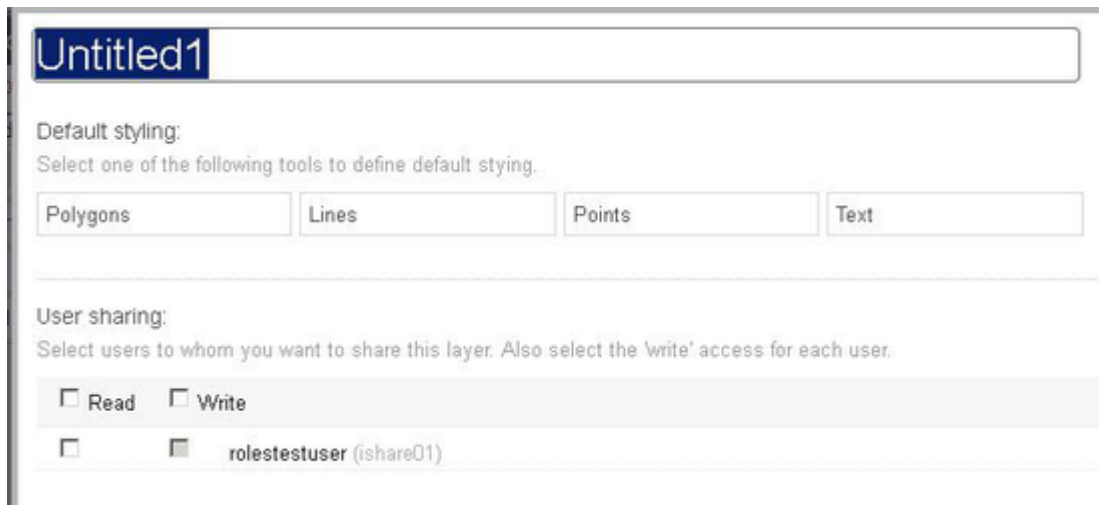 Untitled1
Default styling:
Select one of the following tools to define default stying.
Polygons Lines Points Text
User sharing:
Select users to whom you want to share this layer. Also select the 'write' access for each user.
Read Write
rolestestuser (ishare01)